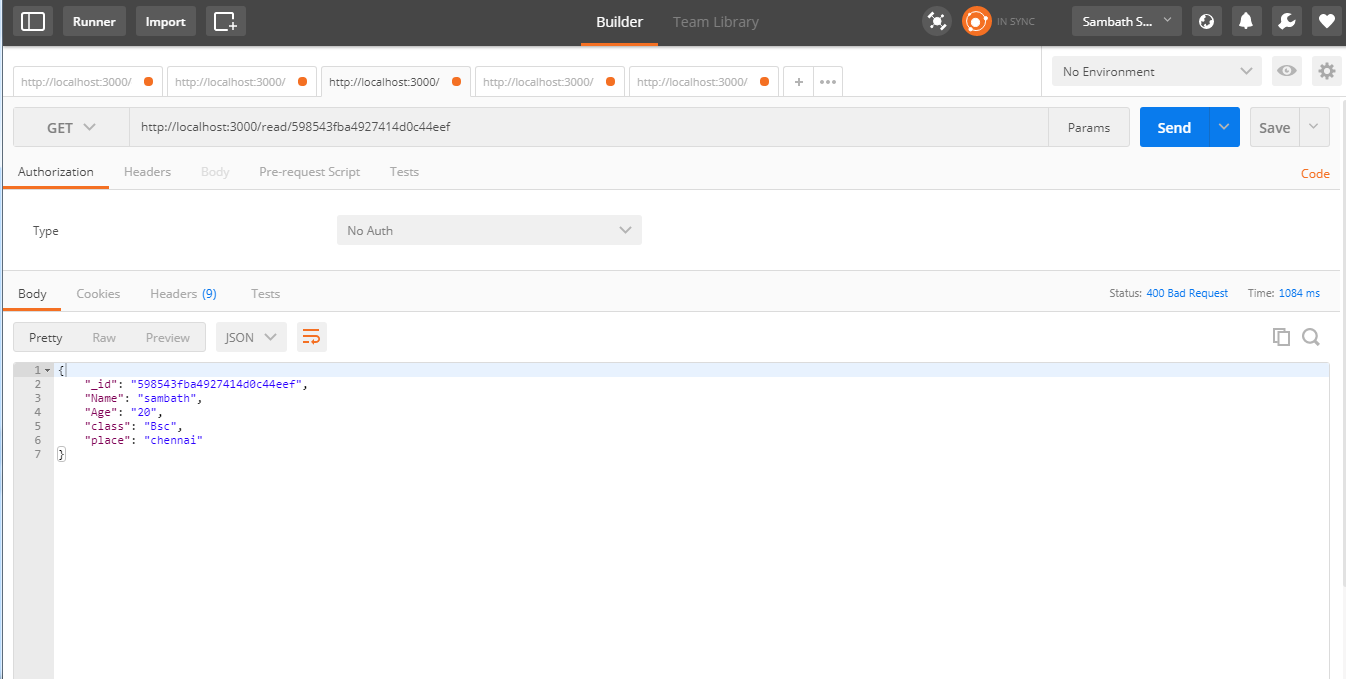 Runner Import Builder Team Library IN SYNC Sambath S...
http://localhost:3000/ http://localhost:3000/ http://localhost:3000/ http://localhost:3000/ http://localhost:3000/ + ••• No Environment
GET http://localhost:3000/read/598543fba4927414d0c44eef Params Send Save
Authorization Headers Body Pre-request Script Tests Code
Type No Auth
Body Cookies Headers (9) Tests Status: 400 Bad Request Time: 1084 ms
Pretty Raw Preview JSON
1 {
2 "_id": "598543fba4927414d0c44eef",
3 "Name": "sambath",
4 "Age": "20",
5 "class": "Bsc",
6 "place": "chennai"
7 }